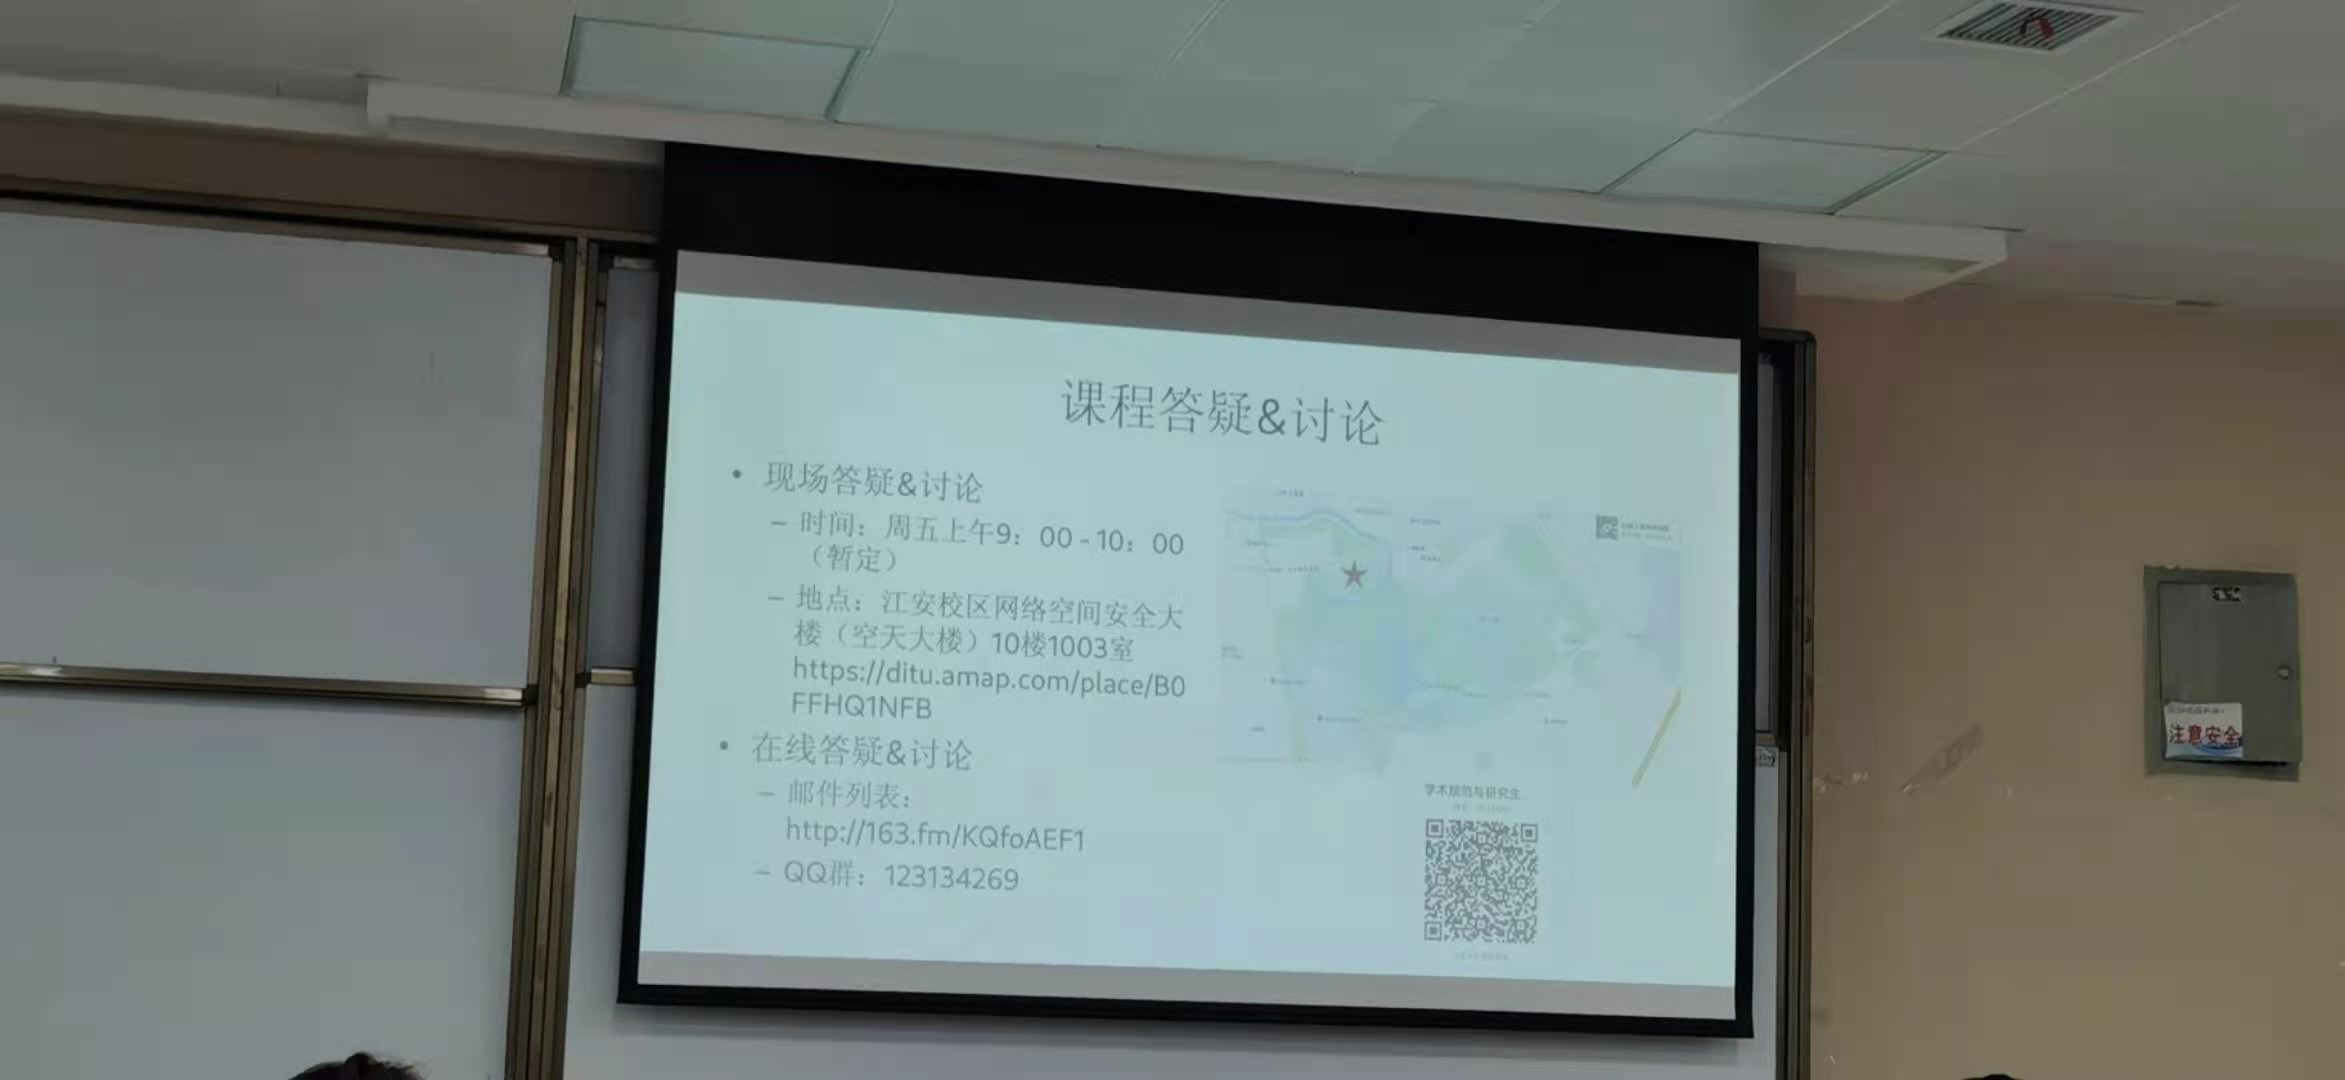 课程答疑&讨论
• 现场答疑&讨论
– 时间：周五上午9：00-10：00
（暂定）
– 地点：江安校区网络空间安全大
楼（空天大楼）10楼1003室
https://ditu.amap.com/place/B0
FFHQ1NFB
• 在线答疑&讨论
– 邮件列表：
http://163.fm/KQfoAEF1
– QQ群：123134269
学术规范与研究生...
注意安全